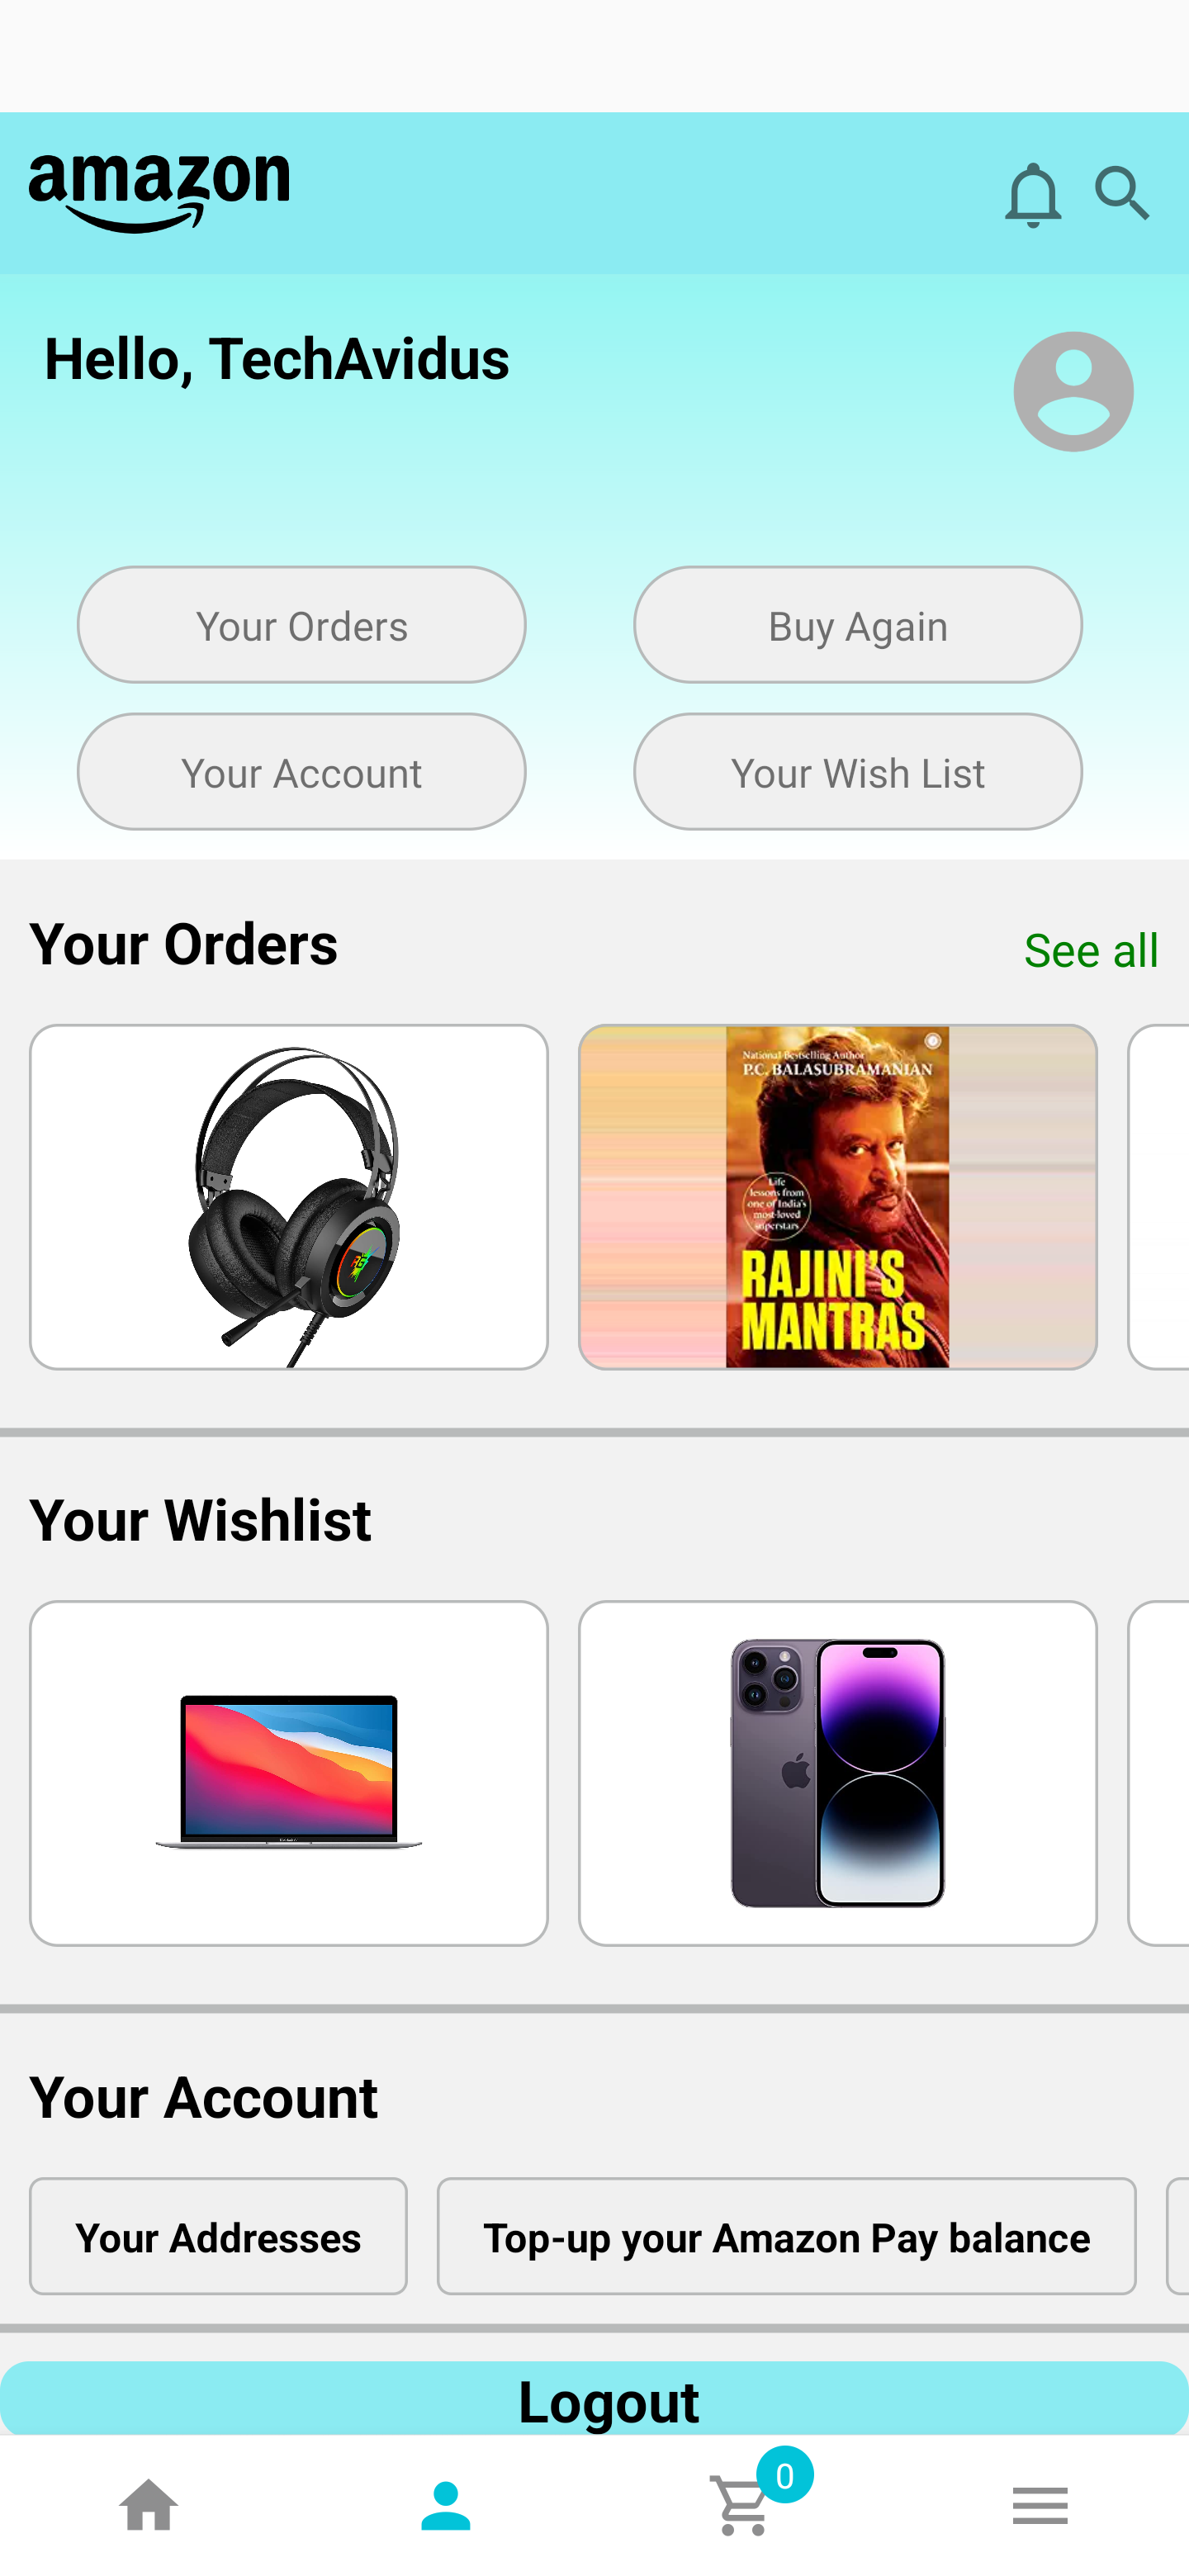 amazon
Hello, TechAvidus
Your Orders
Buy Again
Your Account
Your Wish List
Your Orders
See all
National Bestselling Author
P.C. BALASUBRAMANIAN
Life
lessons from
one of India's
most-loved
superstars
RAJINI'S
MANTRAS
Your Wishlist
Your Account
Your Addresses
Top-up your Amazon Pay balance
Logout
0